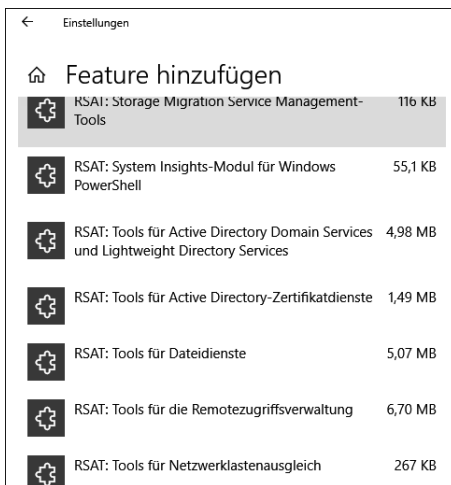 Einstellungen
Feature hinzufügen
RSAT: Storage Migration Service Management- 116 KB
Tools
RSAT: System Insights-Modul für Windows 55,1 KB
PowerShell
RSAT: Tools für Active Directory Domain Services 4,98 MB
und Lightweight Directory Services
RSAT: Tools für Active Directory-Zertifikatdienste 1,49 MB
RSAT: Tools für Dateidienste 5,07 MB
RSAT: Tools für die Remotezugriffsverwaltung 6,70 MB
RSAT: Tools für Netzwerklastenausgleich 267 KB